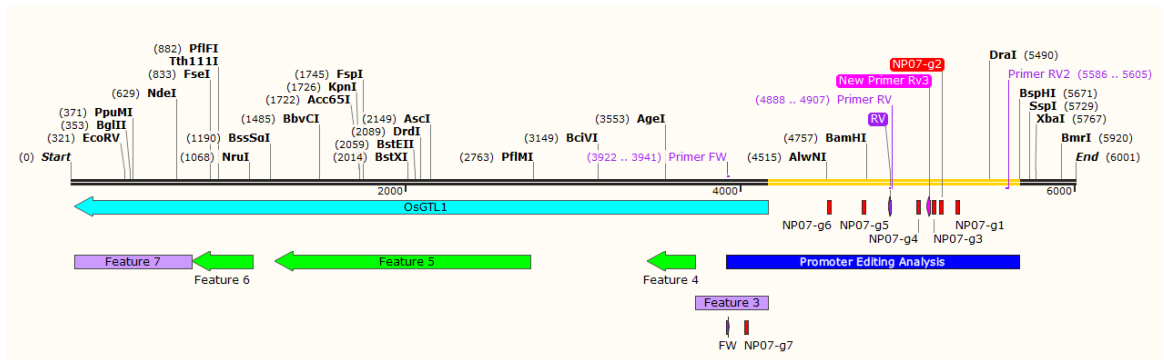 DraI (5490)
(882) PflFI
NP07-g2
Tth111I
Primer RV2 (5586 .. 5605)
(833) FseI
(1745) FspI
New Primer Rv3
BspHI (5671)
(629) NdeI
(1726) KpnI
(4888 .. 4907) Primer RV
SspI (5729)
(1722) Acc65I
(371) PpuMI
(1485) BbvCI
(2149) AscI
(3553) AgeI
RV
XbaI (5767)
(353) BglII
(2089) DrdI
(321) EcoRV
(1190) BssSαI
(2059) BstEII
(3149) BciVI
(4757) BamHI
BmrI (5920)
(0) Start
(1068) NruI
(2014) BstXI
(2763) PflMI
(3922 .. 3941) Primer FW
(4515) AlwNI
End (6001)
2000
4000
6000
OsGTL1
NP07-g6
NP07-g5
NP07-g1
NP07-g4
NP07-g3
Feature 7
Feature 5
Promoter Editing Analysis
Feature 6
Feature 4
Feature 3
FW
NP07-g7